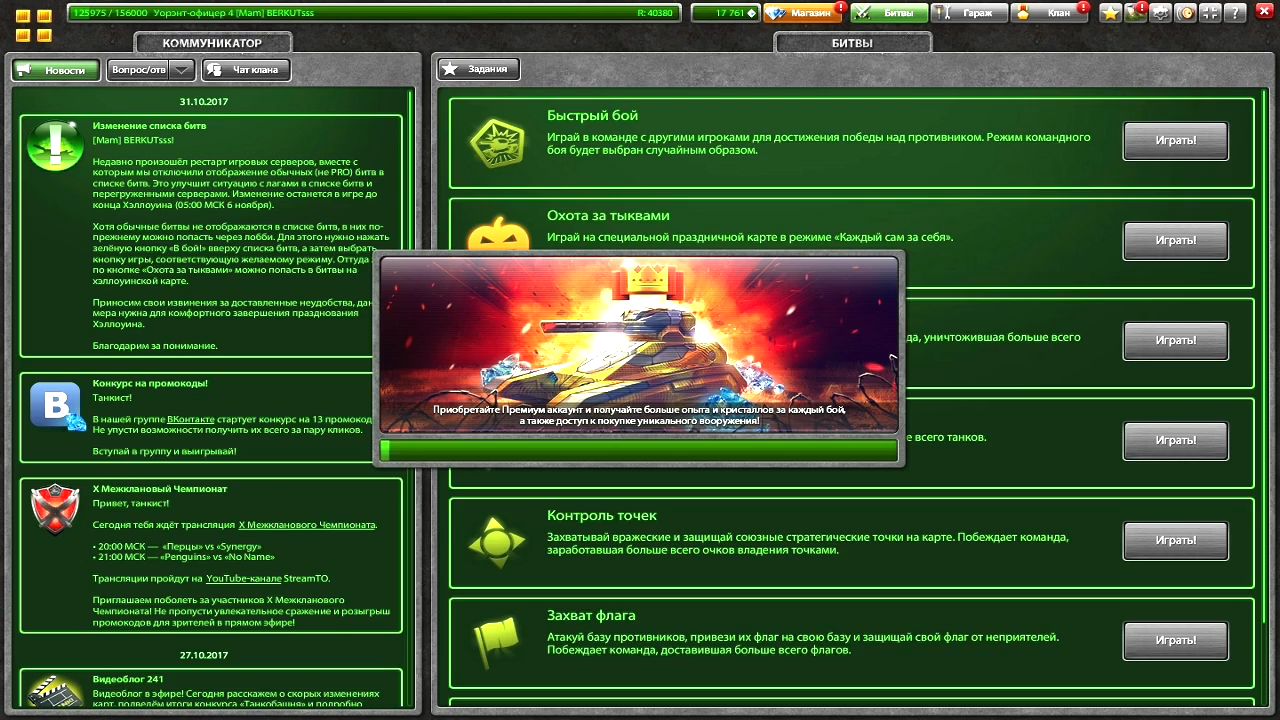 125975 / 156000 Уорэнт-офицер 4 [Mam] BERKUTsss
R: 40380
17 761
Магазин
Битвы
Гараж
Клан
?
КОММУНИКАТОР
БИТВЫ
Новости
Вопрос/отв
Чат клана
Задания
31.10.2017
Изменение списка битв
[Mam] BERKUTsss!
Недавно произошёл рестарт игровых серверов, вместе с
которым мы отключили отображение обычных (не PRO) битв в
списке битв. Это улучшит ситуацию с лагами в списке битв и
перегруженными серверами. Изменение останется в игре до
конца Хэллоуина (05:00 МСК 6 ноября).
Хотя обычные битвы не отображаются в списке битв, в них по-
прежнему можно попасть через лобби. Для этого нужно нажать
зелёную кнопку «В бой!» вверху списка битв, а затем выбрать
кнопку игры, соответствующую желаемому режиму. Оттуда
по кнопке «Охота за тыквами» можно попасть в битвы на
хэллоуинской карте.
Приносим свои извинения за доставленные неудобства, дан
мера нужна для комфортного завершения празднования
Хэллоуина.
Благодарим за понимание.
Конкурс на промокоды!
Танкист!
В нашей группе ВКонтакте стартует конкурс на 13 промокод
Не упусти возможности получить их всего за пару кликов.
Вступай в группу и выигрывай!
X Межклановый Чемпионат
Привет, танкист!
Сегодня тебя ждёт трансляция X Межкланового Чемпионата.
• 20:00 МСК — «Перцы» vs «Synergy»
• 21:00 МСК — «Penguins» vs «No Name»
Трансляции пройдут на YouTube-канале StreamTO.
Приглашаем поболеть за участников X Межкланового
Чемпионата! Не пропусти увлекательное сражение и розыгрыш
промокодов для зрителей в прямом эфире!
27.10.2017
Видеоблог 241
Видеоблог в эфире! Сегодня расскажем о скорых изменениях
карт, подведём итоги конкурса «Танкобашня» и подробно
Быстрый бой
Играй в команде с другими игроками для достижения победы над противником. Режим командного
боя будет выбран случайным образом.
Играть!
Охота за тыквами
Играй на специальной праздничной карте в режиме «Каждый сам за себя».
Играть!
да, уничтожившая больше всего
Играть!
е всего танков.
Играть!
Приобретайте Премиум аккаунт и получайте больше опыта и кристаллов за каждый бой,
а также доступ к покупке уникального вооружения!
Контроль точек
Захватывай вражеские и защищай союзные стратегические точки на карте. Побеждает команда,
заработавшая больше всего очков владения точками.
Играть!
Захват флага
Атакуй базу противников, привези их флаг на свою базу и защищай свой флаг от неприятелей.
Побеждает команда, доставившая больше всего флагов.
Играть!